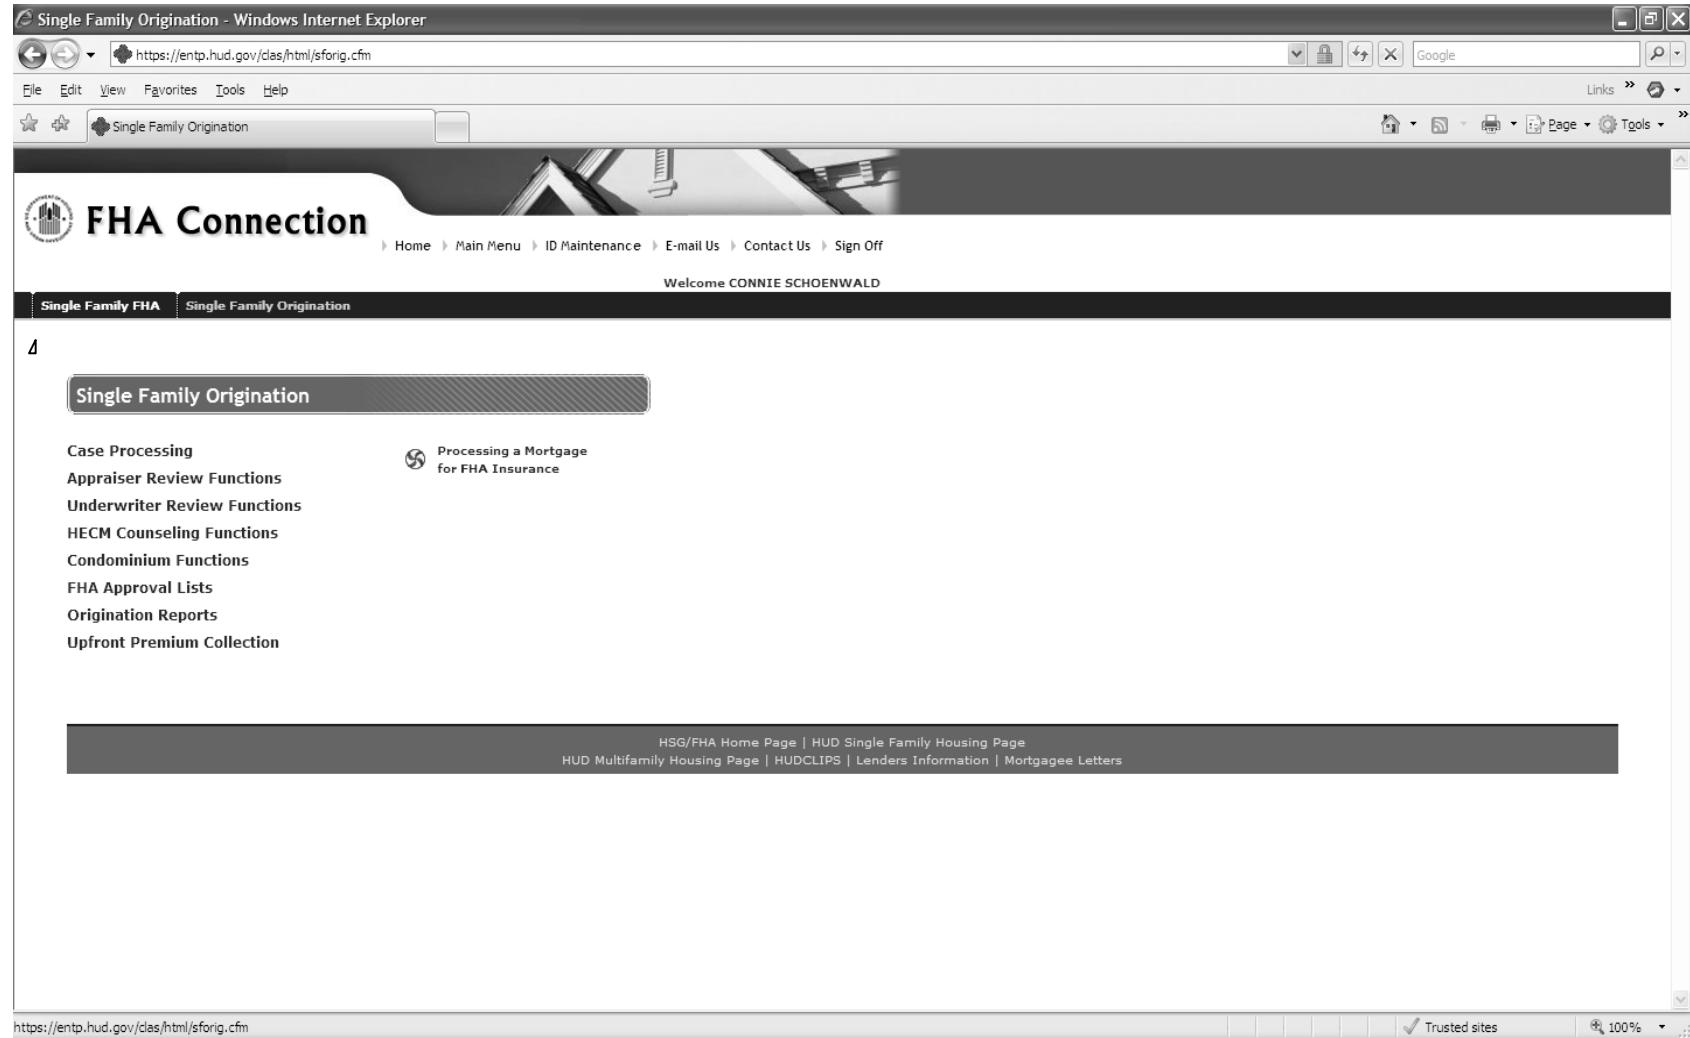 Single Family Origination - Windows Internet Explorer
https://entp.hud.gov/clas/html/sforig.cfm
Google
File Edit View Favorites Tools Help
Links »
Single Family Origination
Page Tools »
FHA Connection
Home Main Menu ID Maintenance E-mail Us Contact Us Sign Off
Welcome CONNIE SCHOENWALD
Single Family FHA Single Family Origination
Single Family Origination
Case Processing
Appraiser Review Functions
Underwriter Review Functions
HECM Counseling Functions
Condominium Functions
FHA Approval Lists
Origination Reports
Upfront Premium Collection
Processing a Mortgage
for FHA Insurance
HSG/FHA Home Page | HUD Single Family Housing Page
HUD Multifamily Housing Page | HUDCLIPS | Lenders Information | Mortgagee Letters
https://entp.hud.gov/clas/html/sforig.cfm
Trusted sites
100%